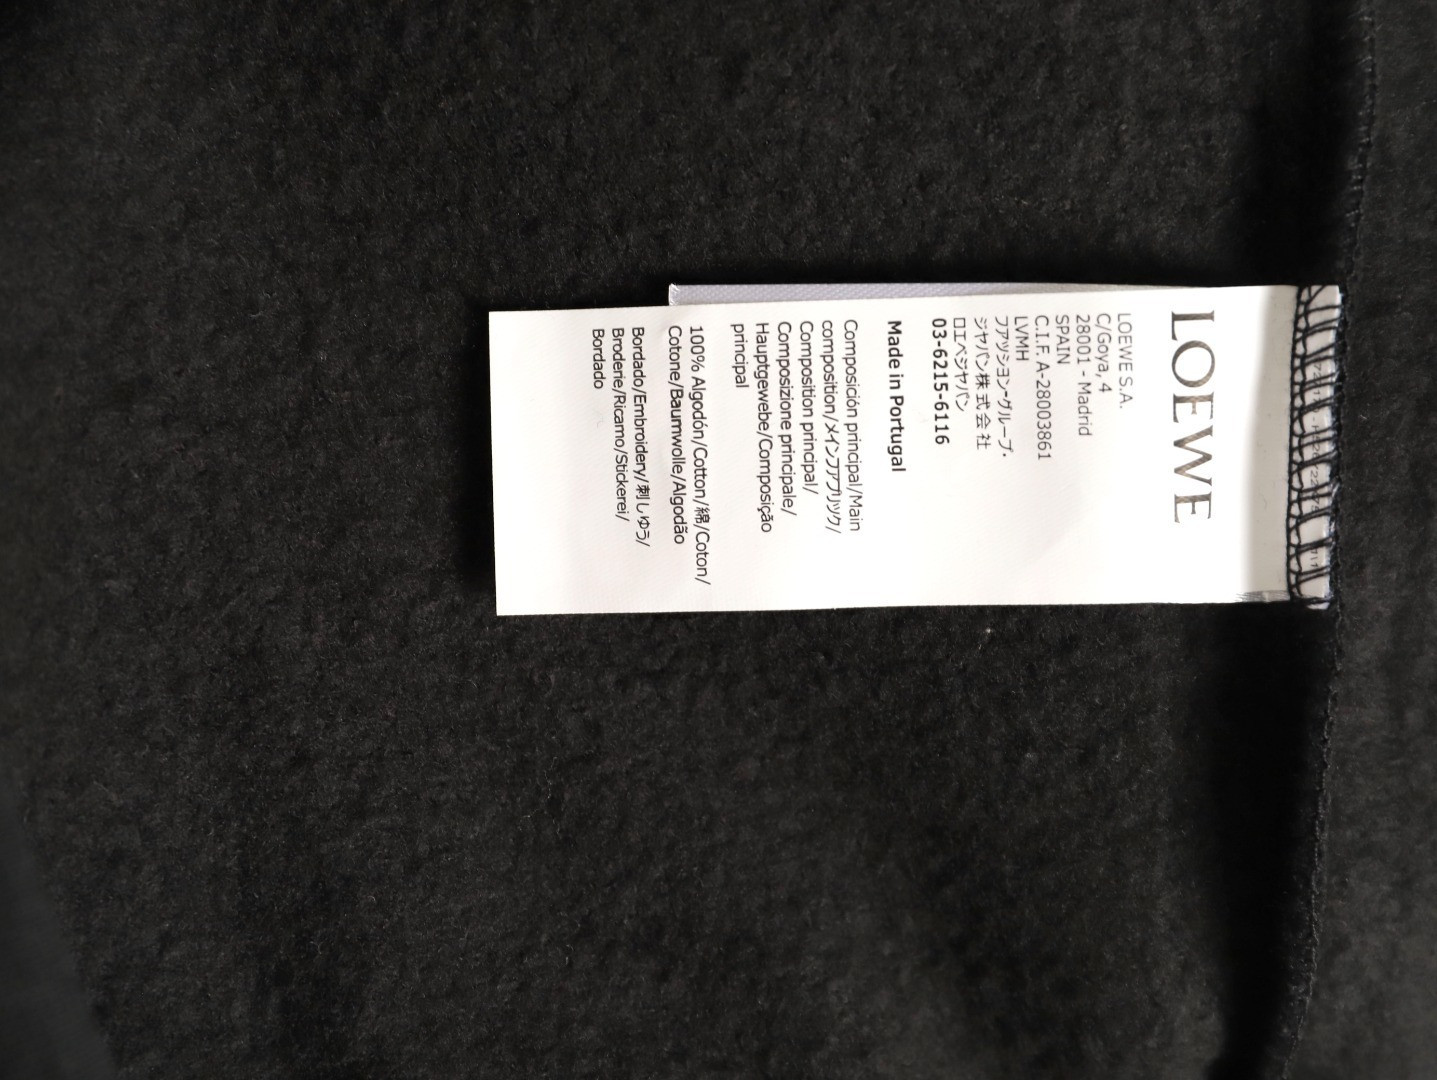 LOEWE
LOEWE S.A.
C/Goya, 4
28001 - Madrid
SPAIN
C.I.F. A-28003861
LVMH
ファッション・グループ・
ジャパン株式会社
ロエベジャパン
03-6215-6116
Made in Portugal
Composición principal/Main
composition/メインファブリック/
Composition principal/
Composizione principale/
Hauptgewebe/Composição
principal
100% Algodón/Cotton/綿/Coton/
Cotone/Baumwolle/Algodão
Bordado/Embroidery/刺しゅう/
Broderie/Ricamo/Stickerei/
Bordado